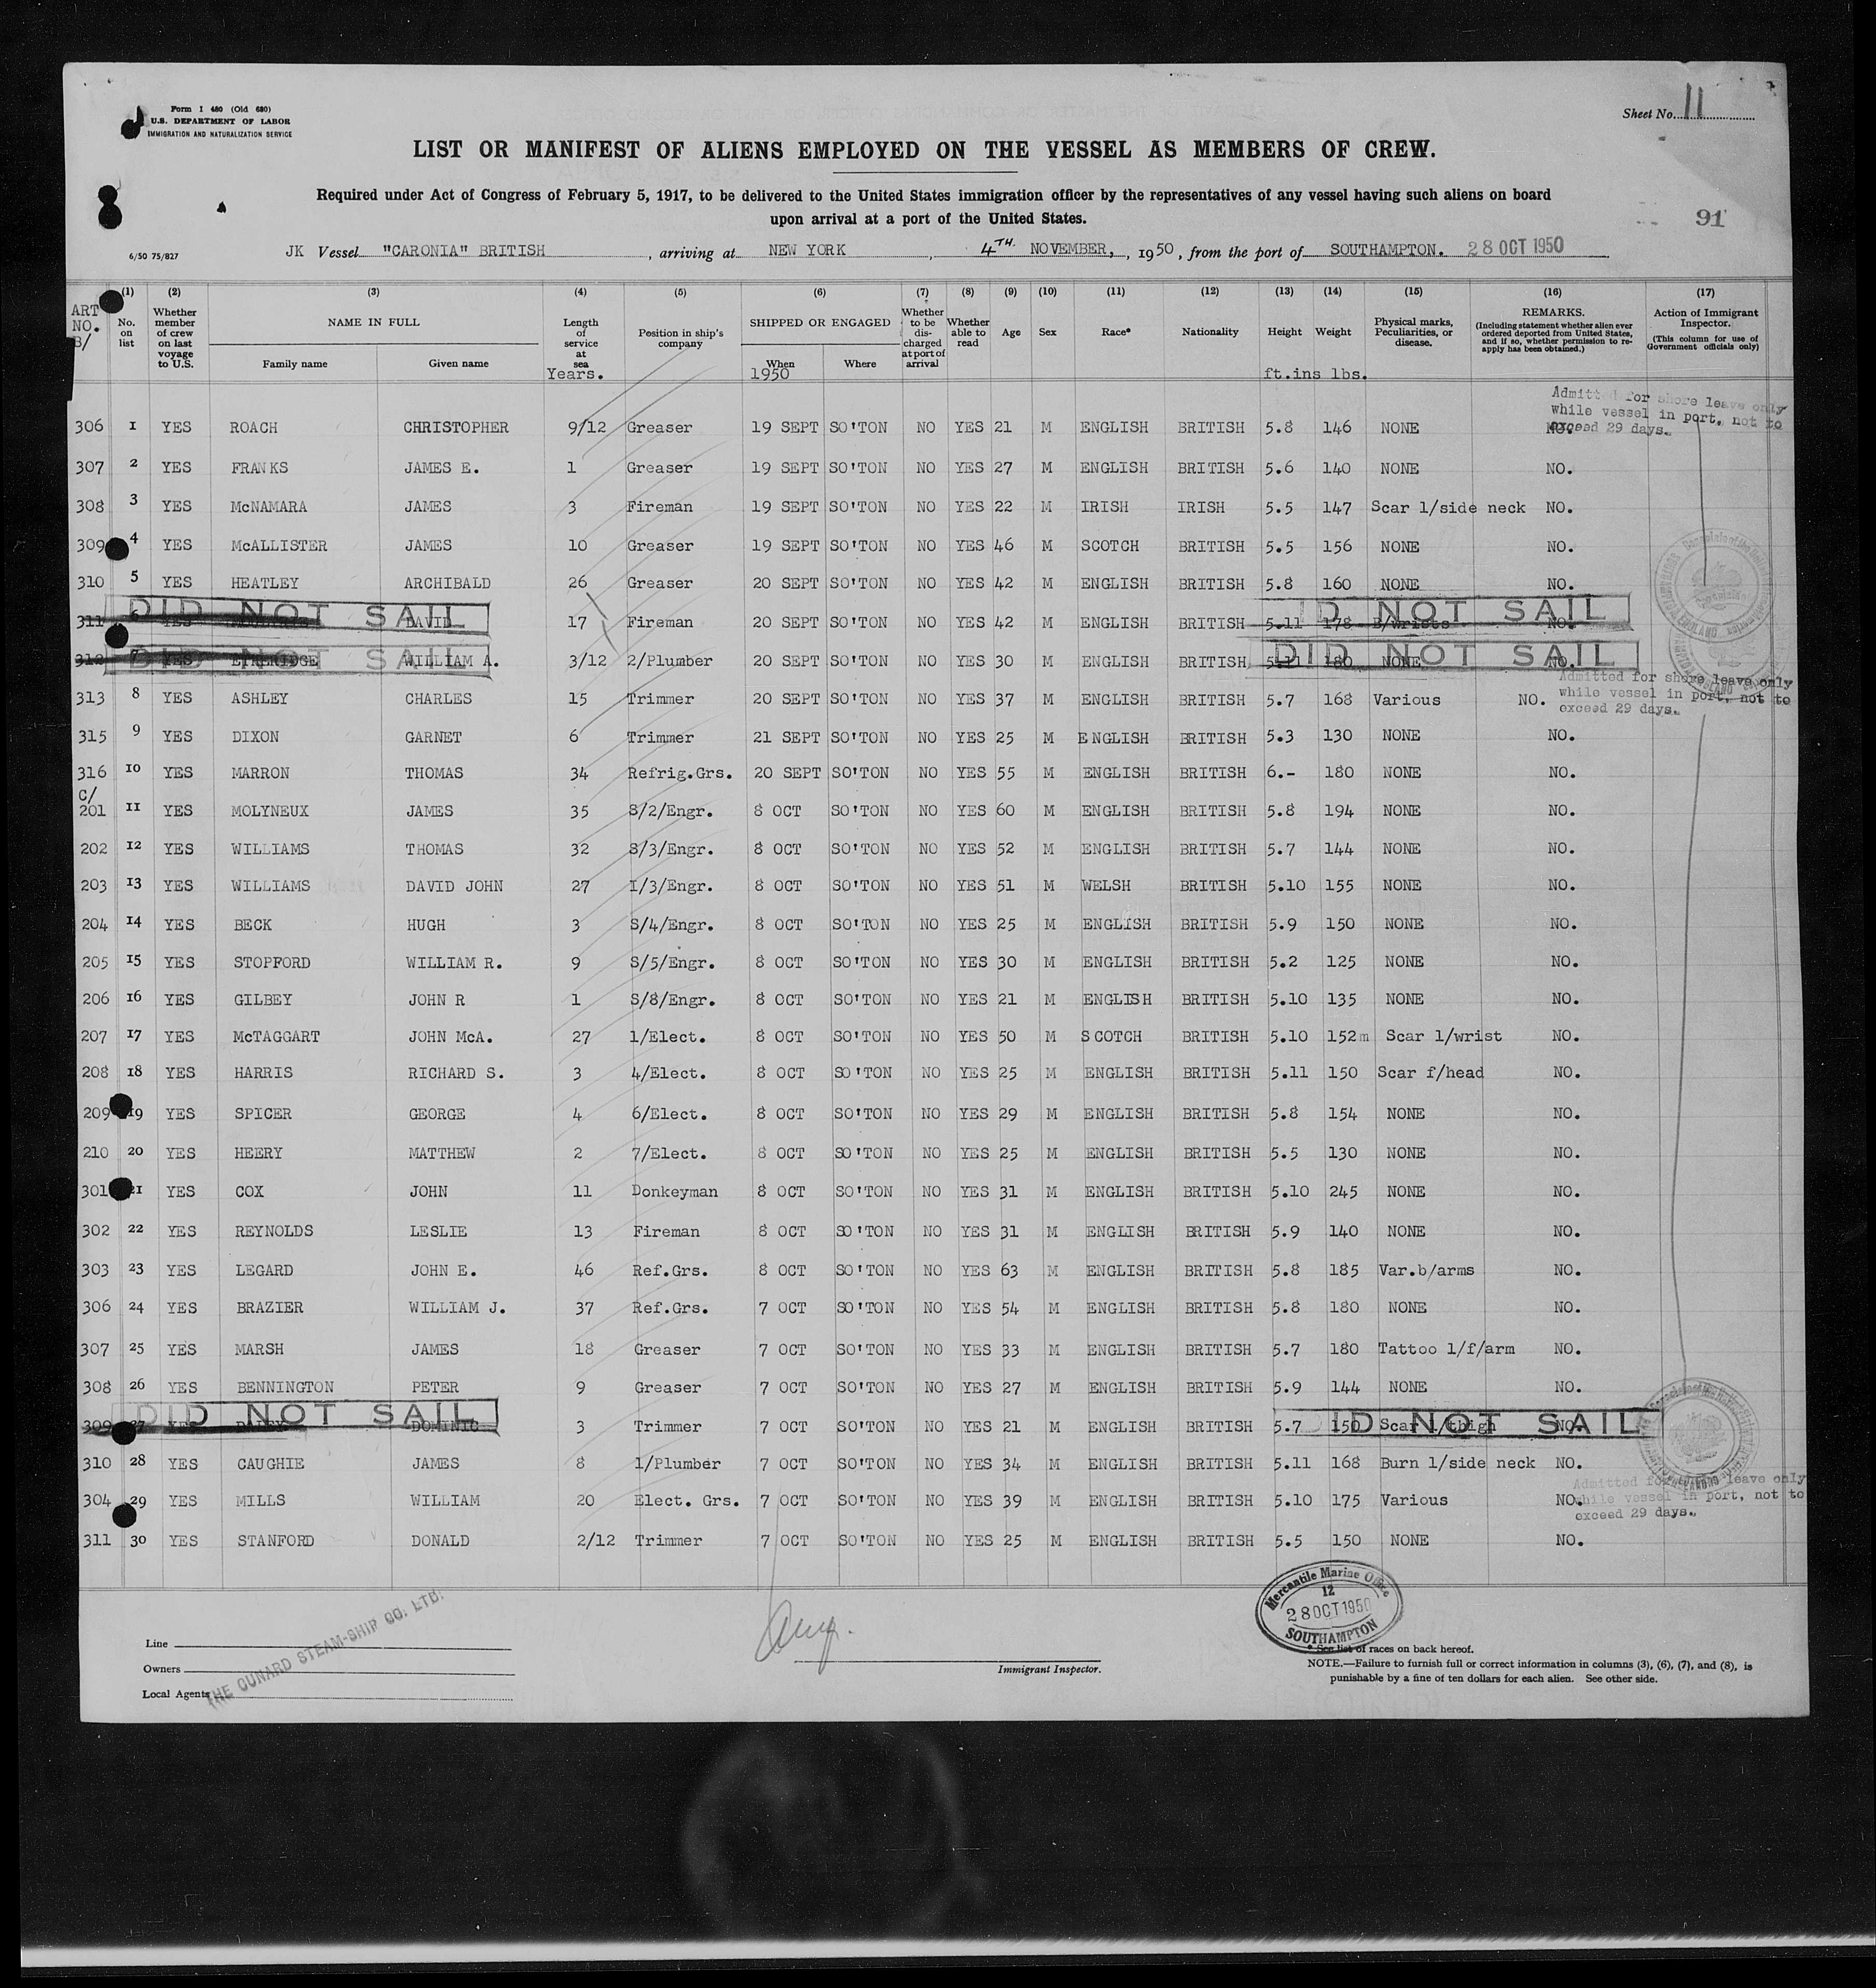 Form I 480 (Old 680)
U.S. DEPARTMENT OF LABOR
IMMIGRATION AND NATURALIZATION SERVICE
Sheet No. 11
LIST OR MANIFEST OF ALIENS EMPLOYED ON THE VESSEL AS MEMBERS OF CREW.
Required under Act of Congress of February 5, 1917, to be delivered to the United States immigration officer by the representatives of any vessel having such aliens on board
upon arrival at a port of the United States.
91
6/50 75/827
JK Vessel "CARONIA" BRITISH, arriving at NEW YORK, 4TH. NOVEMBER, 1950, from the port of SOUTHAMPTON. 28 OCT 1950
ART NO. B/
(1) No. on list
(2) Whether member of crew on last voyage to U.S.
(3) NAME IN FULL Family name Given name
(4) Length of service at sea Years.
(5) Position in ship's company
(6) SHIPPED OR ENGAGED When 1950 Where
(7) Whether to be discharged at port of arrival
(8) Whether able to read
(9) Age
(10) Sex
(11) Race*
(12) Nationality
(13) Height ft.ins
(14) Weight lbs.
(15) Physical marks, Peculiarities, or disease.
(16) REMARKS. (Including statement whether alien ever ordered deported from United States, and if so, whether permission to re-apply has been obtained.)
(17) Action of Immigrant Inspector. (This column for use of Government officials only)
Admitted for shore leave only
while vessel in port, not to
exceed 29 days.
306 1 YES ROACH CHRISTOPHER 9/12 Greaser 19 SEPT SO'TON NO YES 21 M ENGLISH BRITISH 5.8 146 NONE NO.
307 2 YES FRANKS JAMES E. 1 Greaser 19 SEPT SO'TON NO YES 27 M ENGLISH BRITISH 5.6 140 NONE NO.
308 3 YES McNAMARA JAMES 3 Fireman 19 SEPT SO'TON NO YES 22 M IRISH IRISH 5.5 147 Scar l/side neck NO.
309 4 YES McALLISTER JAMES 10 Greaser 19 SEPT SO'TON NO YES 46 M SCOTCH BRITISH 5.5 156 NONE NO.
310 5 YES HEATLEY ARCHIBALD 26 Greaser 20 SEPT SO'TON NO YES 42 M ENGLISH BRITISH 5.8 160 NONE NO.
DID NOT SAIL DID NOT SAIL
311 6 YES DAVID 17 Fireman 20 SEPT SO'TON NO YES 42 M ENGLISH BRITISH 5.11 178 B/wrists NO.
DID NOT SAIL DID NOT SAIL
312 7 YES ETHERIDGE WILLIAM A. 3/12 2/Plumber 20 SEPT SO'TON NO YES 30 M ENGLISH BRITISH 5.11 180 NONE NO.
Admitted for shore leave only
while vessel in port, not to
exceed 29 days.
313 8 YES ASHLEY CHARLES 15 Trimmer 20 SEPT SO'TON NO YES 37 M ENGLISH BRITISH 5.7 168 Various NO.
315 9 YES DIXON GARNET 6 Trimmer 21 SEPT SO'TON NO YES 25 M ENGLISH BRITISH 5.3 130 NONE NO.
316 10 YES MARRON THOMAS 34 Refrig.Grs. 20 SEPT SO'TON NO YES 55 M ENGLISH BRITISH 6.- 180 NONE NO.
C/
201 11 YES MOLYNEUX JAMES 35 S/2/Engr. 8 OCT SO'TON NO YES 60 M ENGLISH BRITISH 5.8 194 NONE NO.
202 12 YES WILLIAMS THOMAS 32 S/3/Engr. 8 OCT SO'TON NO YES 52 M ENGLISH BRITISH 5.7 144 NONE NO.
203 13 YES WILLIAMS DAVID JOHN 27 I/3/Engr. 8 OCT SO'TON NO YES 51 M WELSH BRITISH 5.10 155 NONE NO.
204 14 YES BECK HUGH 3 S/4/Engr. 8 OCT SO'TON NO YES 25 M ENGLISH BRITISH 5.9 150 NONE NO.
205 15 YES STOPFORD WILLIAM R. 9 S/5/Engr. 8 OCT SO'TON NO YES 30 M ENGLISH BRITISH 5.2 125 NONE NO.
206 16 YES GILBEY JOHN R 1 S/8/Engr. 8 OCT SO'TON NO YES 21 M ENGLISH BRITISH 5.10 135 NONE NO.
207 17 YES McTAGGART JOHN McA. 27 1/Elect. 8 OCT SO'TON NO YES 50 M SCOTCH BRITISH 5.10 152m Scar l/wrist NO.
208 18 YES HARRIS RICHARD S. 3 4/Elect. 8 OCT SO'TON NO YES 25 M ENGLISH BRITISH 5.11 150 Scar f/head NO.
209 19 YES SPICER GEORGE 4 6/Elect. 8 OCT SO'TON NO YES 29 M ENGLISH BRITISH 5.8 154 NONE NO.
210 20 YES HEERY MATTHEW 2 7/Elect. 8 OCT SO'TON NO YES 25 M ENGLISH BRITISH 5.5 130 NONE NO.
301 21 YES COX JOHN 11 Donkeyman 8 OCT SO'TON NO YES 31 M ENGLISH BRITISH 5.10 245 NONE NO.
302 22 YES REYNOLDS LESLIE 13 Fireman 8 OCT SO'TON NO YES 31 M ENGLISH BRITISH 5.9 140 NONE NO.
303 23 YES LEGARD JOHN E. 46 Ref.Grs. 8 OCT SO'TON NO YES 63 M ENGLISH BRITISH 5.8 185 Var.b/arms NO.
306 24 YES BRAZIER WILLIAM J. 37 Ref.Grs. 7 OCT SO'TON NO YES 54 M ENGLISH BRITISH 5.8 180 NONE NO.
307 25 YES MARSH JAMES 18 Greaser 7 OCT SO'TON NO YES 33 M ENGLISH BRITISH 5.7 180 Tattoo l/f/arm NO.
308 26 YES BENNINGTON PETER 9 Greaser 7 OCT SO'TON NO YES 27 M ENGLISH BRITISH 5.9 144 NONE NO.
DID NOT SAIL DID NOT SAIL
309 27 YES DOMINIC 3 Trimmer 7 OCT SO'TON NO YES 21 M ENGLISH BRITISH 5.7 150 Scar l/thigh NO.
310 28 YES CAUGHIE JAMES 8 1/Plumber 7 OCT SO'TON NO YES 34 M ENGLISH BRITISH 5.11 168 Burn l/side neck NO.
Admitted for shore leave only
while vessel in port, not to
exceed 29 days.
304 29 YES MILLS WILLIAM 20 Elect. Grs. 7 OCT SO'TON NO YES 39 M ENGLISH BRITISH 5.10 175 Various NO.
311 30 YES STANFORD DONALD 2/12 Trimmer 7 OCT SO'TON NO YES 25 M ENGLISH BRITISH 5.5 150 NONE NO.
Mercantile Marine Office
12
28 OCT 1950
SOUTHAMPTON
Line
Owners
Local Agents
THE CUNARD STEAM-SHIP CO. LTD.
Immigrant Inspector.
* See list of races on back hereof.
NOTE.—Failure to furnish full or correct information in columns (3), (6), (7), and (8), is
punishable by a fine of ten dollars for each alien. See other side.